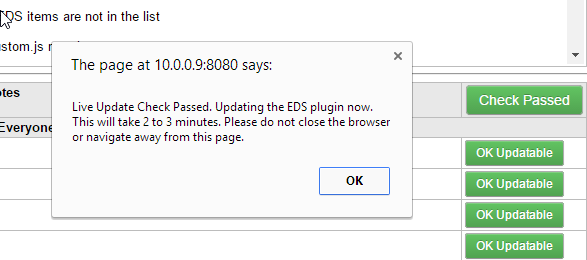 DS items are not in the list
ustom.js
The page at 10.0.0.9:8080 says:
Live Update Check Passed. Updating the EDS plugin now.
This will take 2 to 3 minutes. Please do not close the browser
or navigate away from this page.
OK
otes
Check Passed
Everyone
OK Updatable
OK Updatable
OK Updatable
OK Updatable